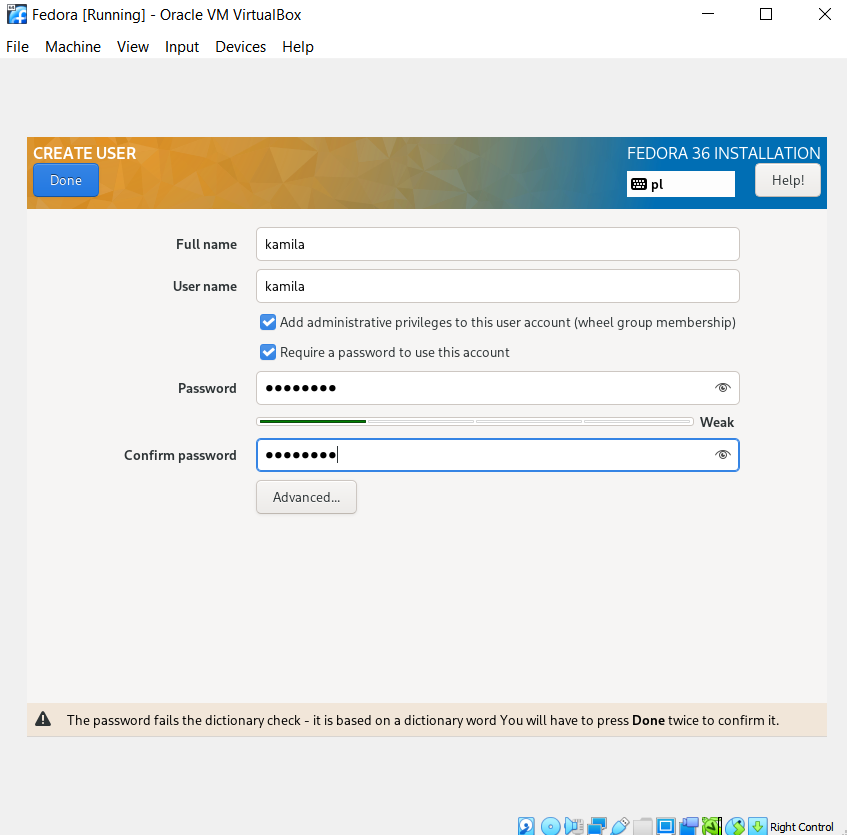 Fedora [Running] - Oracle VM VirtualBox
File Machine View Input Devices Help
CREATE USER
FEDORA 36 INSTALLATION
Done
pl
Help!
Full name
kamila
User name
kamila
Add administrative privileges to this user account (wheel group membership)
Require a password to use this account
Password
●●●●●●●●
Weak
Confirm password
●●●●●●●●
Advanced...
The password fails the dictionary check - it is based on a dictionary word You will have to press Done twice to confirm it.
Right Control